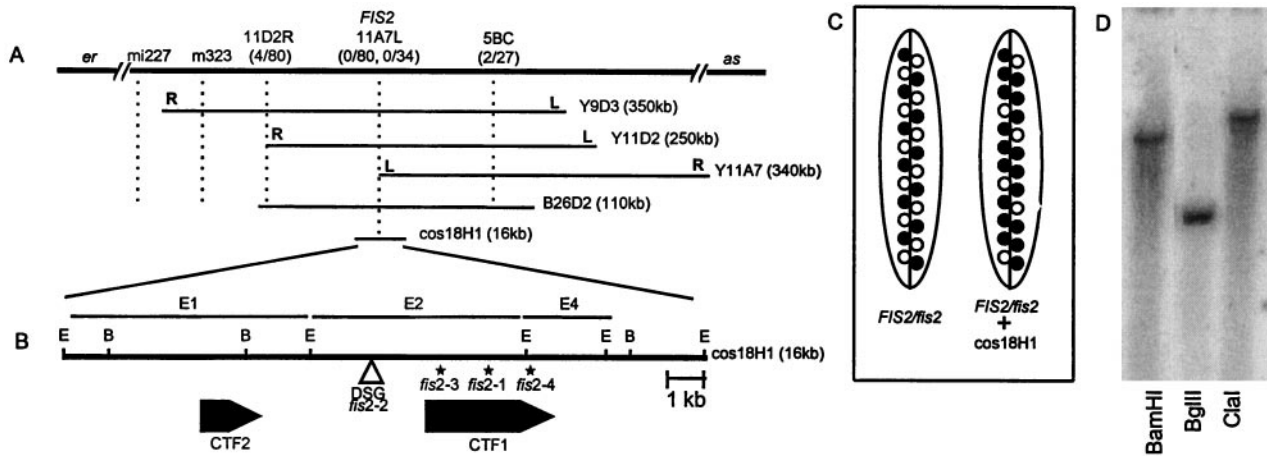 A
er
mi227
m323
11D2R
(4/80)
FIS2
11A7L
(0/80, 0/34)
5BC
(2/27)
as
R
L
Y9D3 (350kb)
R
L
Y11D2 (250kb)
L
R
Y11A7 (340kb)
B26D2 (110kb)
cos18H1 (16kb)
E1
E2
E4
B
E
B
B
E
E
E
B
E
cos18H1 (16kb)
DSG
fis2-2
fis2-3
fis2-1
fis2-4
1 kb
CTF2
CTF1
C
FIS2/fis2
FIS2/fis2
+
cos18H1
D
BamHI
BglII
ClaI